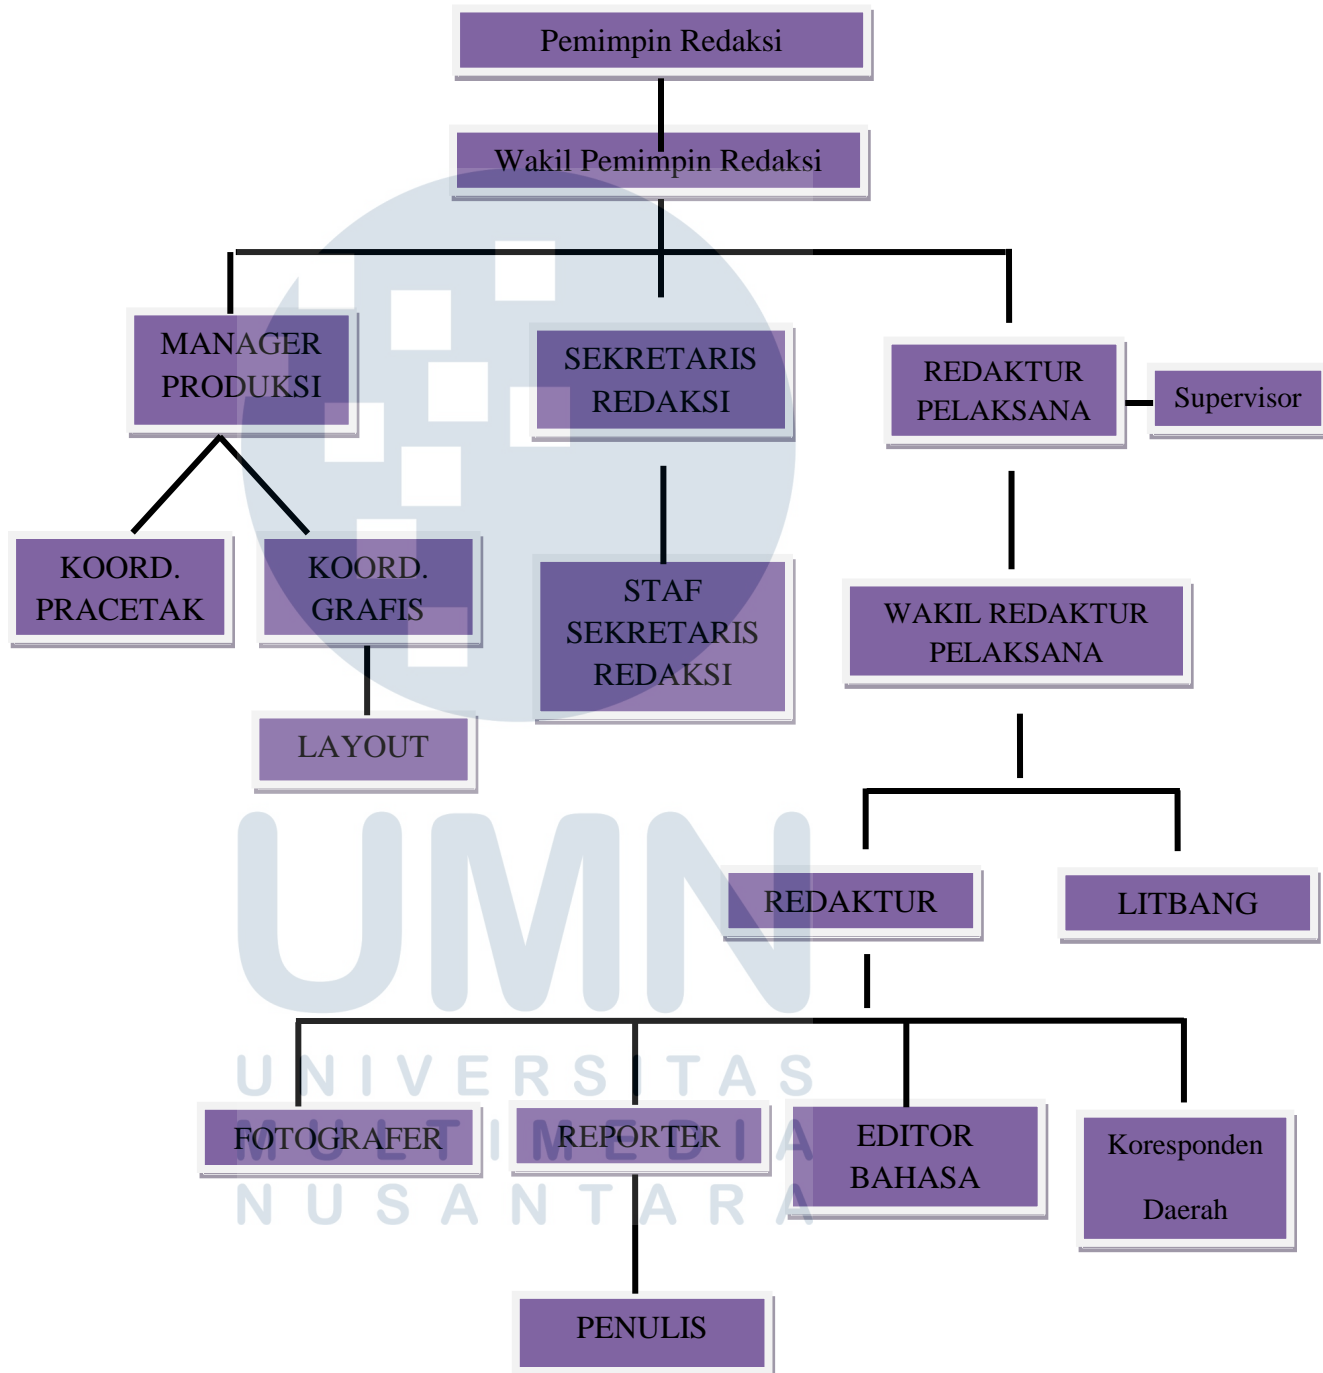 Pemimpin Redaksi
Wakil Pemimpin Redaksi
MANAGER
PRODUKSI
SEKRETARIS
REDAKSI
REDAKTUR
PELAKSANA
Supervisor
KOORD.
PRACETAK
KOORD.
GRAFIS
STAF
SEKRETARIS
REDAKSI
WAKIL REDAKTUR
PELAKSANA
LAYOUT
REDAKTUR
LITBANG
FOTOGRAFER
REPORTER
EDITOR
BAHASA
Koresponden
Daerah
PENULIS
UMN
UNIVERSITAS
MULTIMEDIA
NUSANTARA